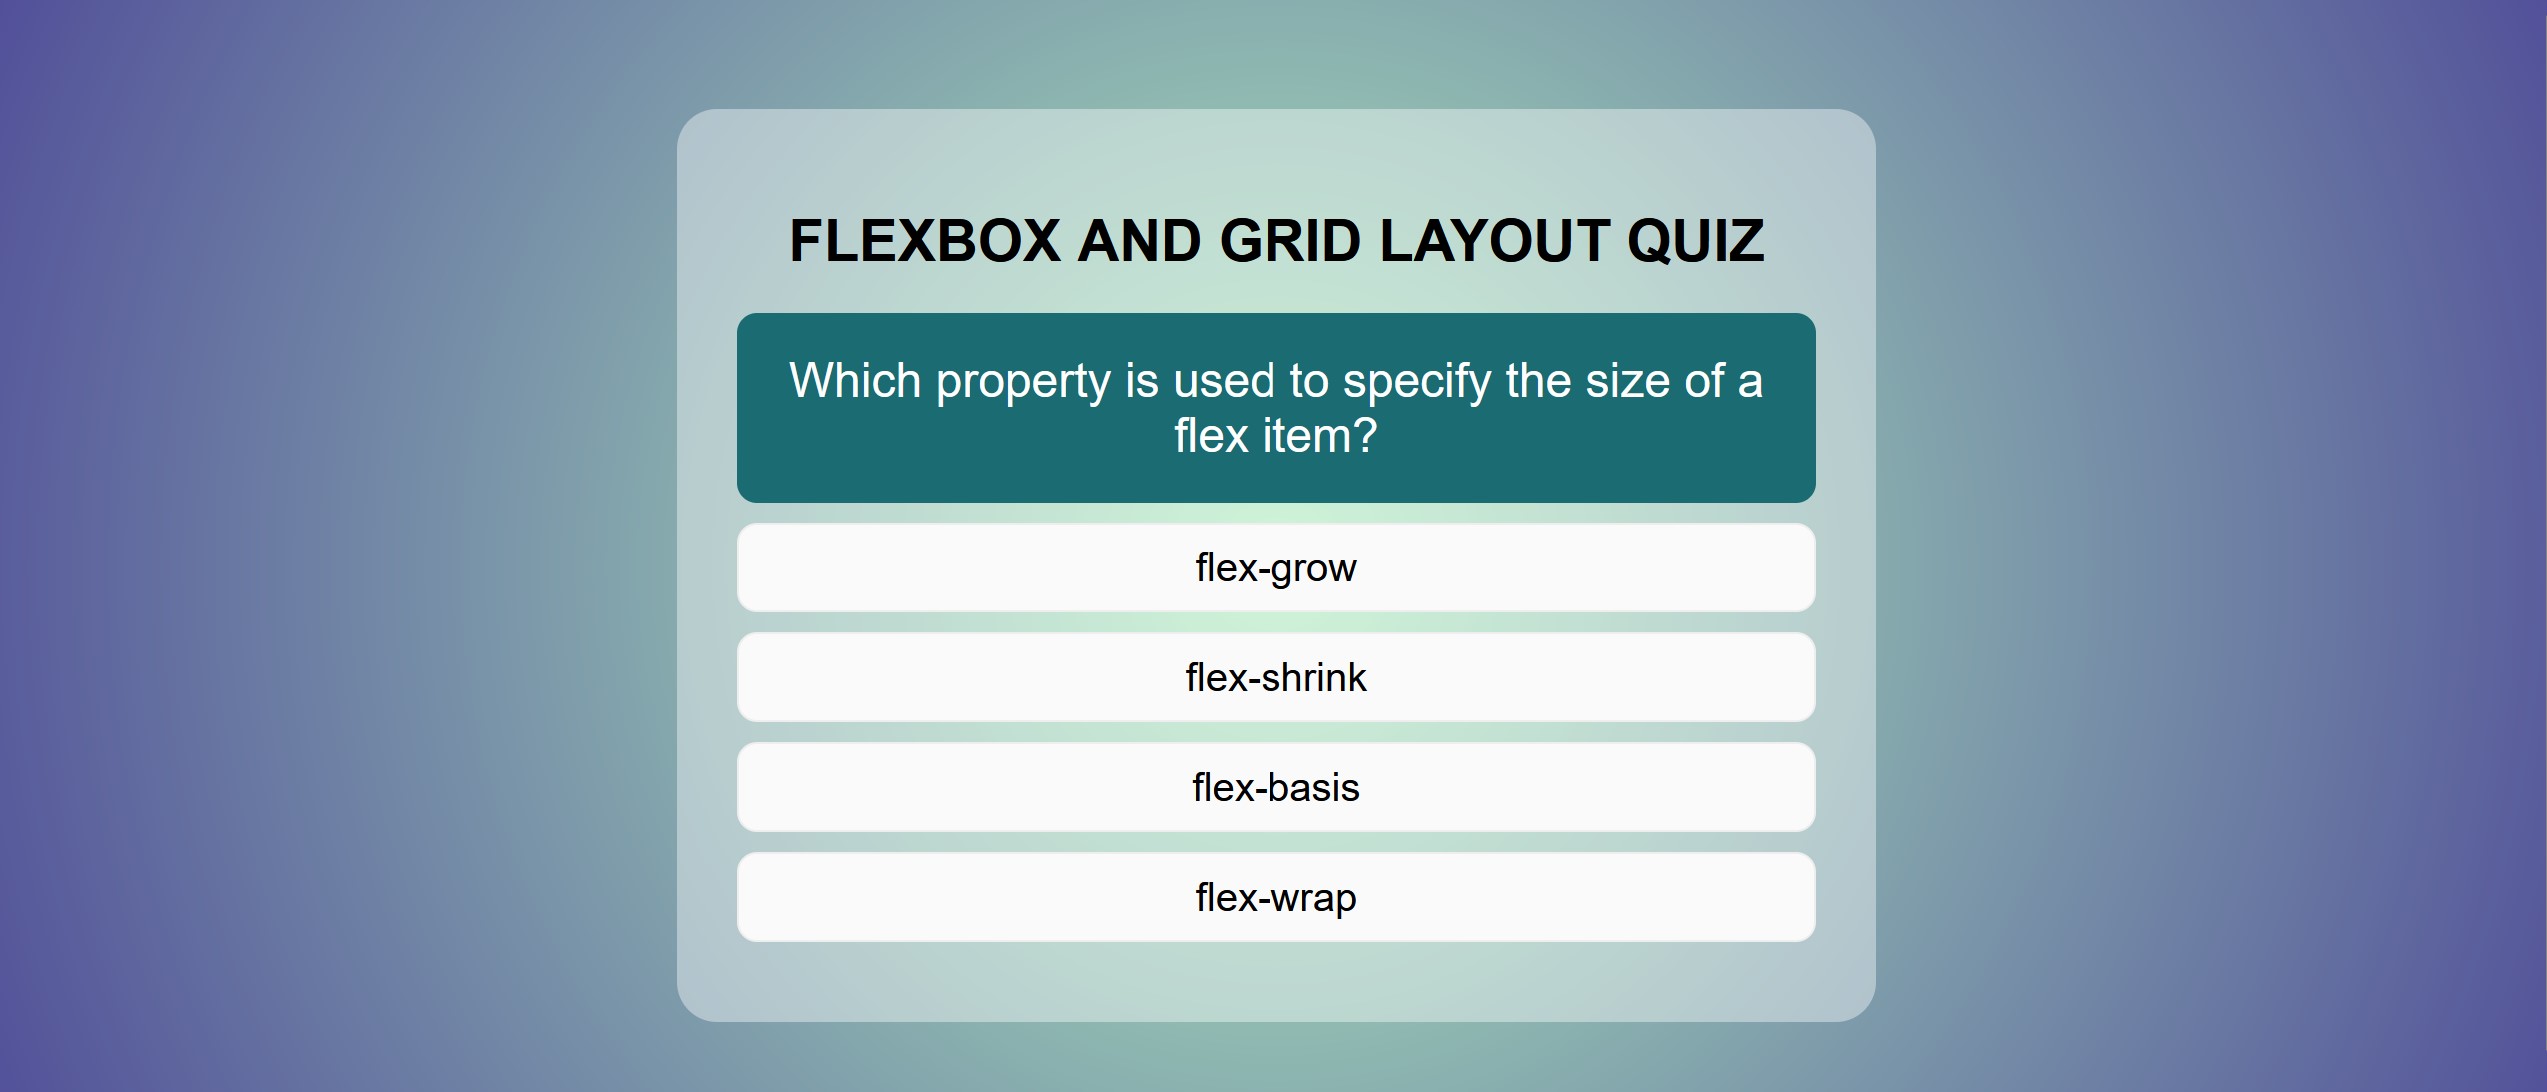 FLEXBOX AND GRID LAYOUT QUIZ
Which property is used to specify the size of a
flex item?
flex-grow
flex-shrink
flex-basis
flex-wrap